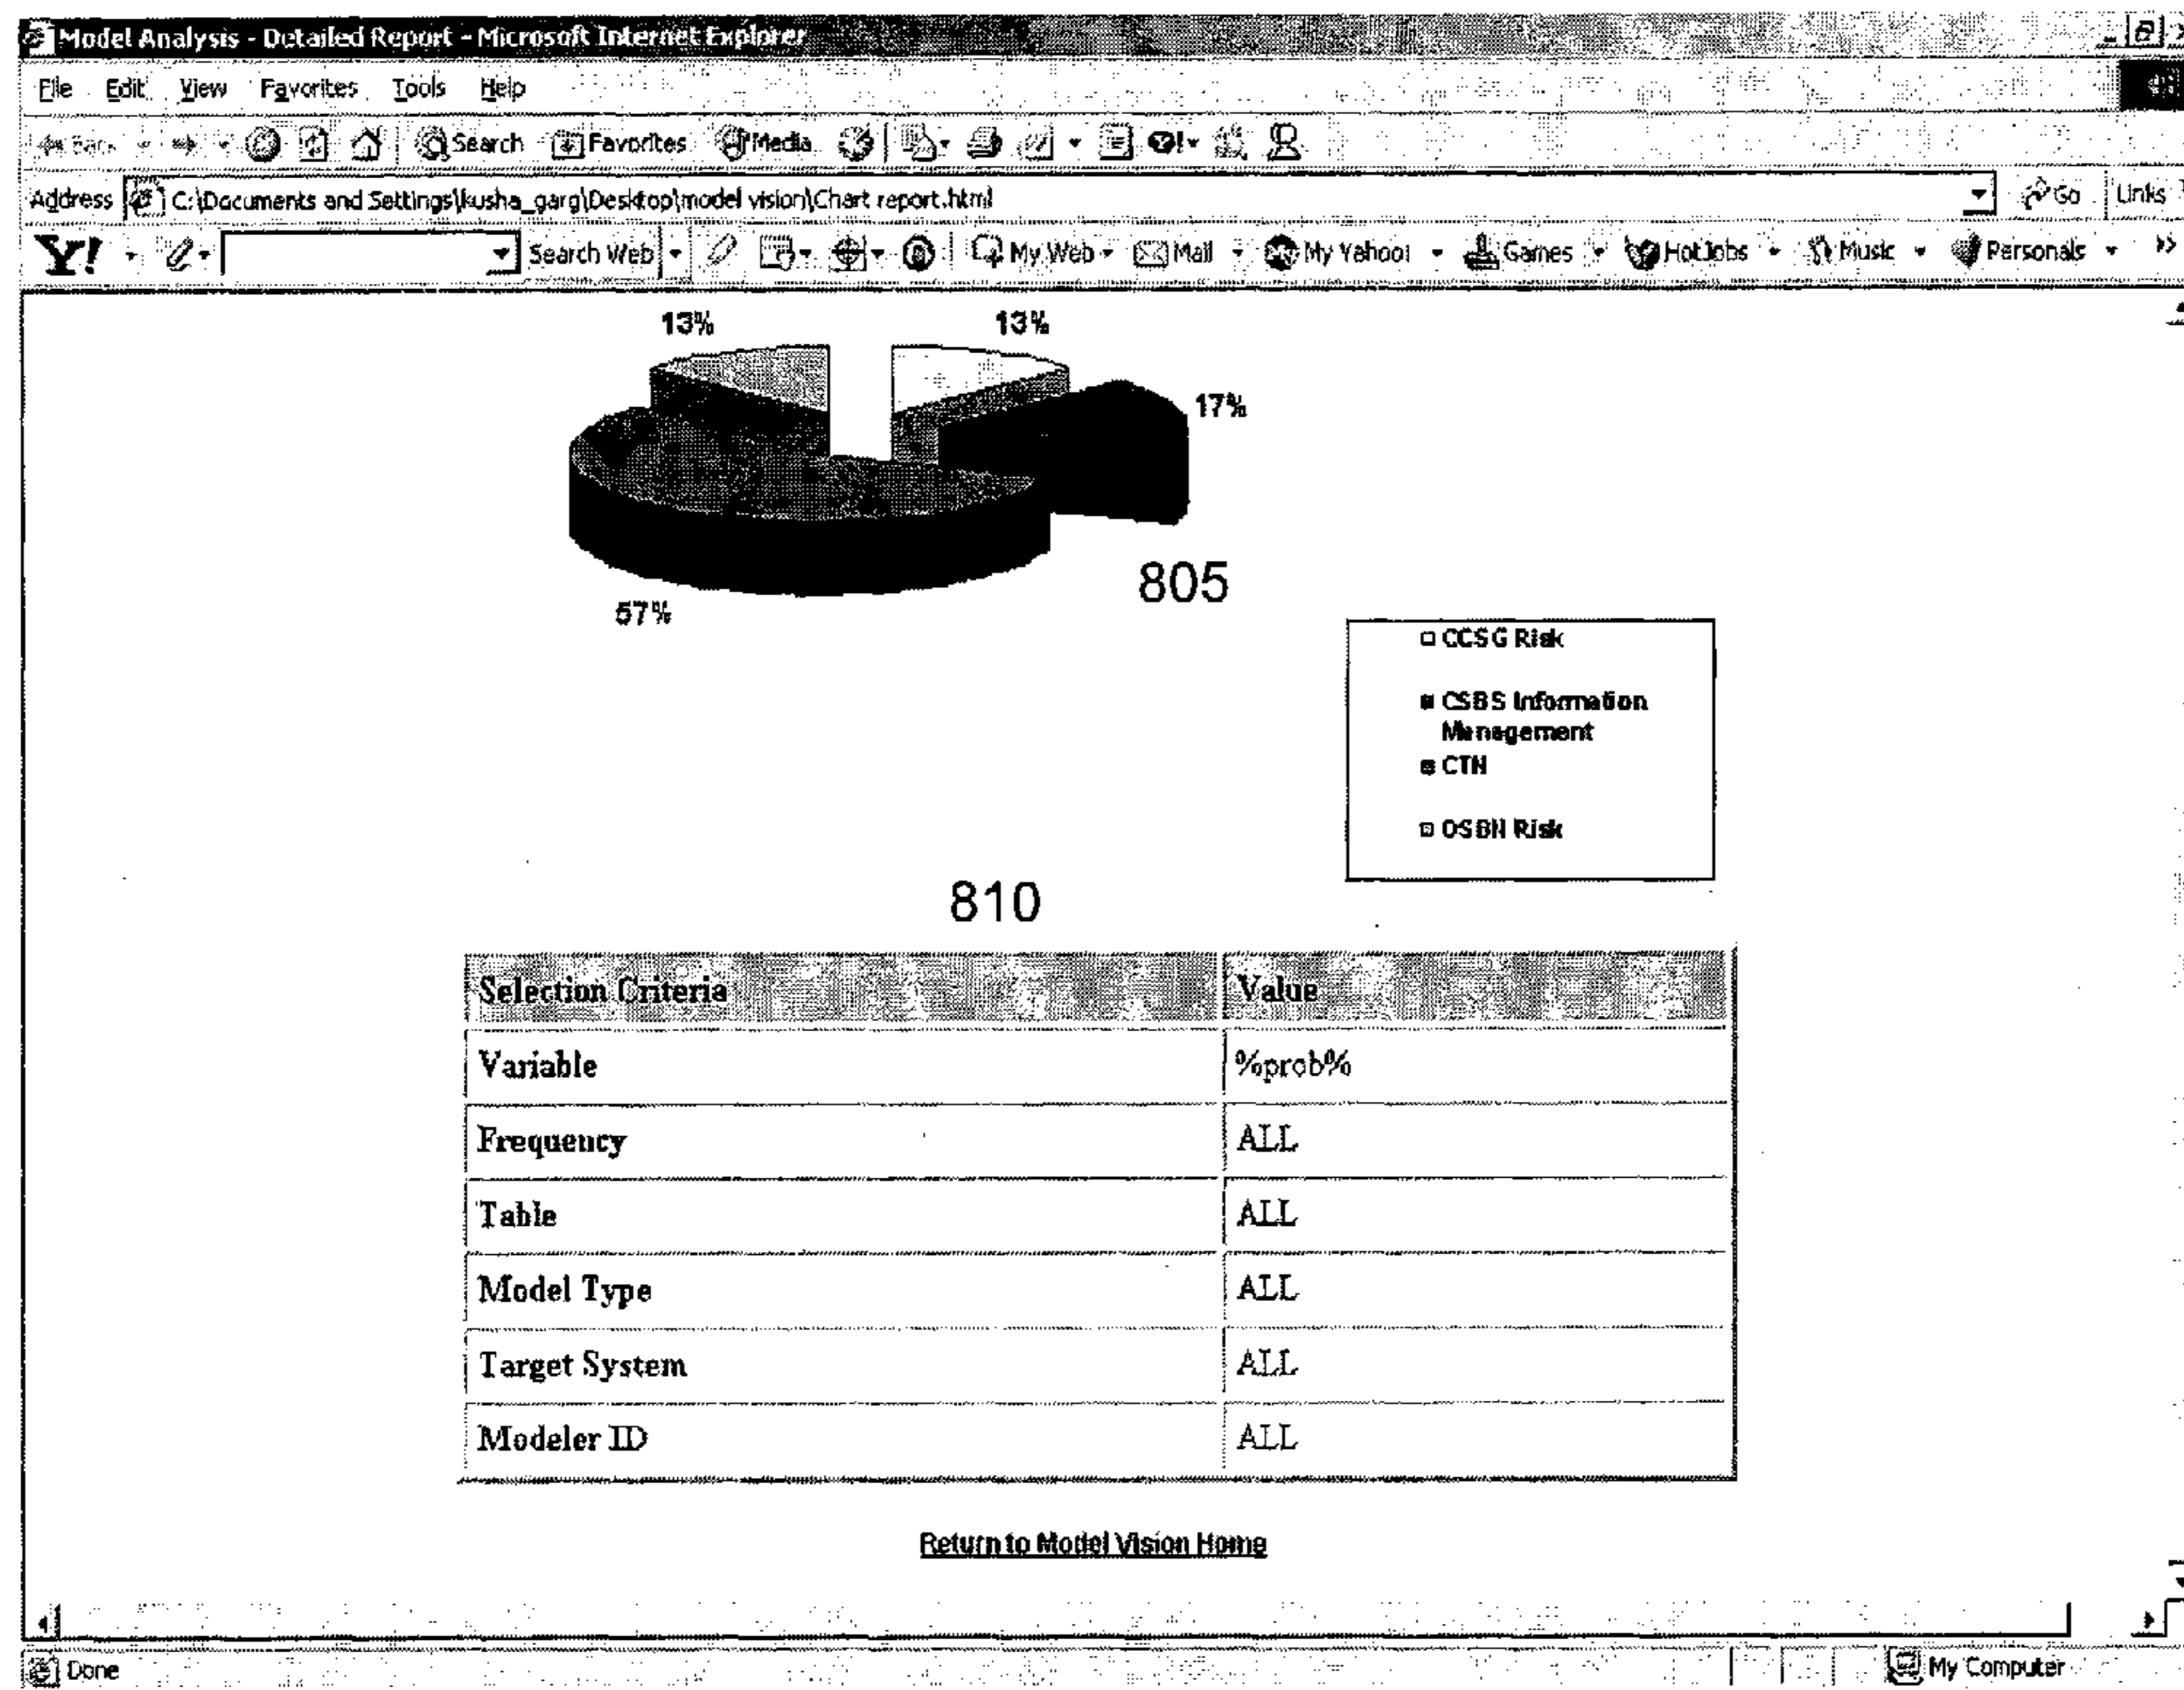 Model Analysis - Detailed Report - Microsoft Internet Explorer
File Edit View Favorites Tools Help
Back Search Favorites Media
Address C:\Documents and Settings\kusha_garg\Desktop\model vision\Chart report.html Go Links
Y! Search Web My Web Mail My Yahoo! Games HotJobs Music Personals »
13% 13%
17%
57%
805
CCSG Risk
CSBS Information
Management
CTN
OSBN Risk
810
Selection Criteria Value
Variable %prob%
Frequency ALL
Table ALL
Model Type ALL
Target System ALL
Modeler ID ALL
Return to Model Vision Home
Done My Computer